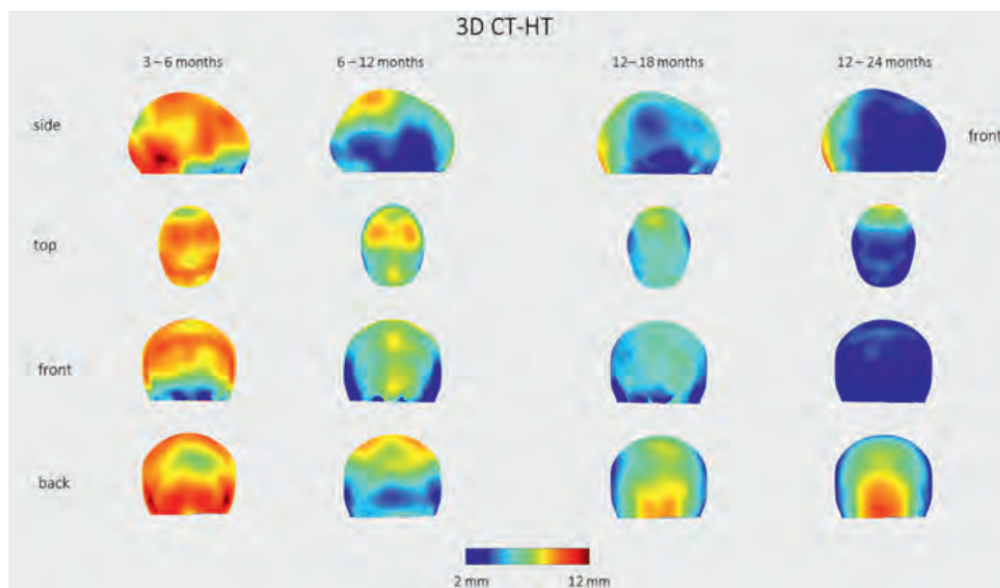 3D CT-HT
3 – 6 months
6 – 12 months
12– 18 months
12 – 24 months
side
front
top
front
back
2 mm
12 mm